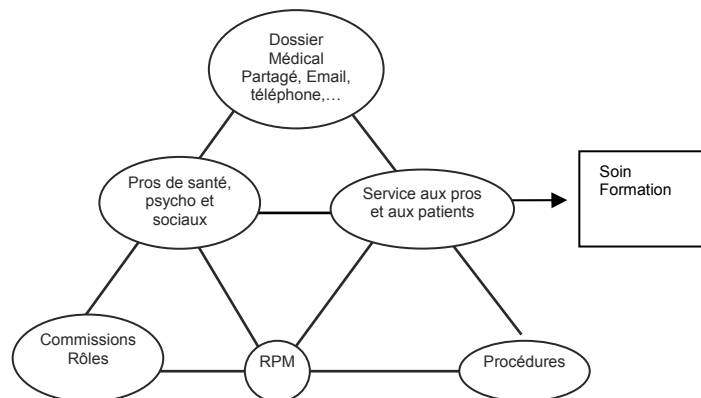 Dossier
Médical
Partagé, Email,
téléphone,…
Pros de santé,
psycho et
sociaux
Service aux pros
et aux patients
Soin
Formation
Commissions
Rôles
RPM
Procédures